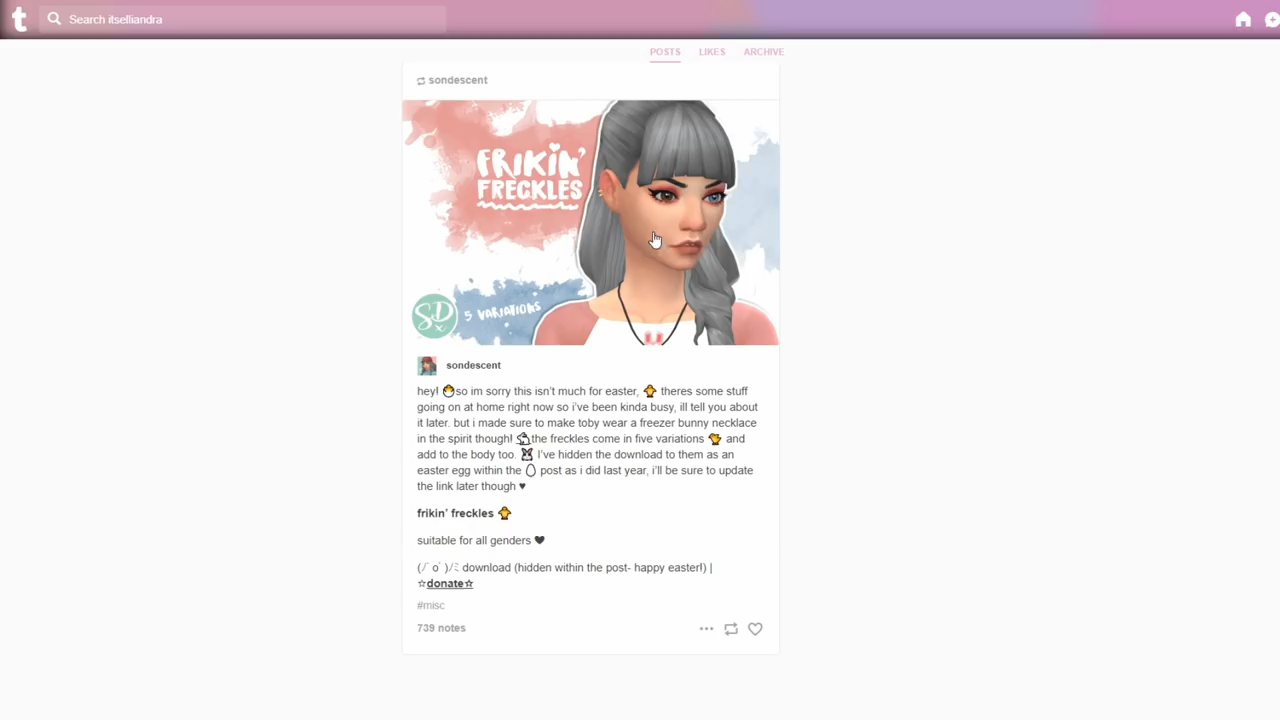 t
Search itselliandra
POSTS LIKES ARCHIVE
sondescent
FRIKIN'
FRECKLES
SD
x
5 VARIATIONS
sondescent
hey! 🐣so im sorry this isn’t much for easter, 🐥 theres some stuff
going on at home right now so i’ve been kinda busy, ill tell you about
it later. but i made sure to make toby wear a freezer bunny necklace
in the spirit though! 🐇the freckles come in five variations 🐤 and
add to the body too. 🐰 I’ve hidden the download to them as an
easter egg within the 🥚 post as i did last year, i’ll be sure to update
the link later though ♥
frikin’ freckles 🐥
suitable for all genders ❤
(ﾉ´ο`)ﾉミ download (hidden within the post- happy easter!) |
☆donate☆
#misc
739 notes